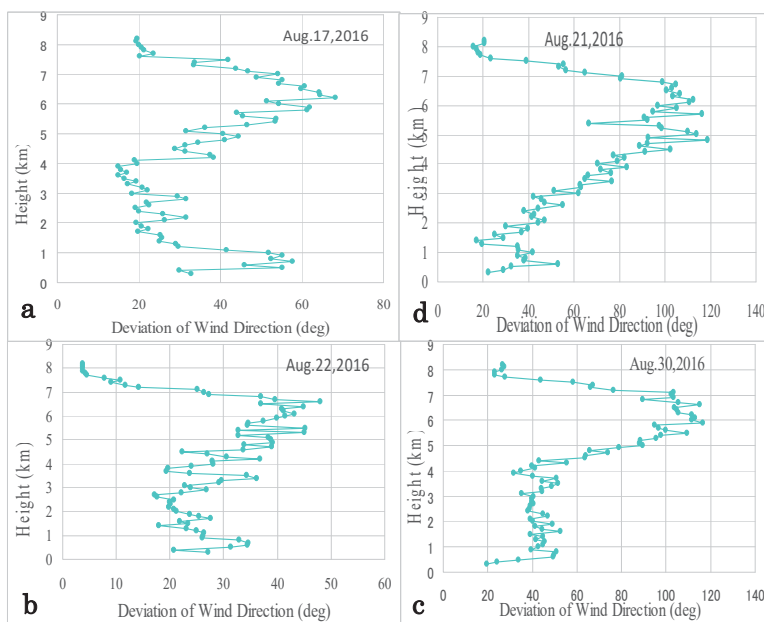 Aug.17,2016
9
8
7
6
5
4
3
2
1
0
Height (km)
0 20 40 60 80
a
Deviation of Wind Direction (deg)
Aug.21,2016
9
8
7
6
5
4
3
2
1
0
Height (km)
0 20 40 60 80 100 120 140
d
Deviation of Wind Direction (deg)
Aug.22,2016
9
8
7
6
5
4
3
2
1
0
Height (km)
0 10 20 30 40 50 60
b
Deviation of Wind Direction (deg)
Aug.30,2016
9
8
7
6
5
4
3
2
1
0
Height (km)
0 20 40 60 80 100 120 140
c
Deviation of Wind Direction (deg)